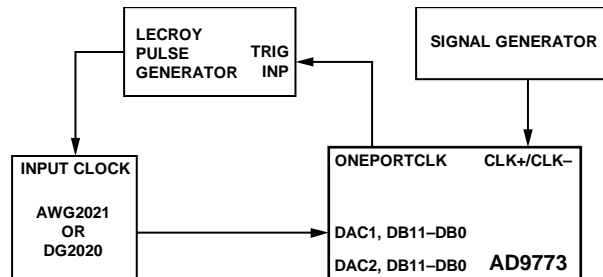 LECROY
PULSE
GENERATOR
TRIG
INP
SIGNAL GENERATOR
INPUT CLOCK
AWG2021
OR
DG2020
ONEPORTCLK
CLK+/CLK–
DAC1, DB11–DB0
DAC2, DB11–DB0
AD9773